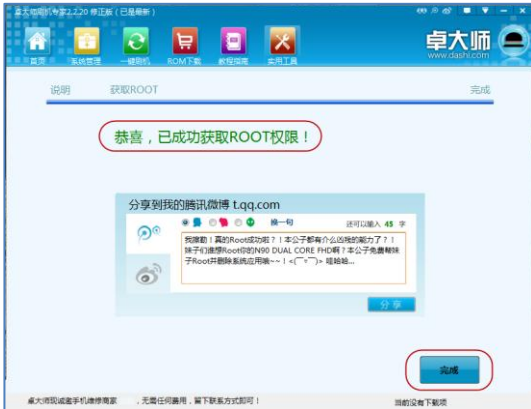 卓大师刷机专家2.2.20 修正版（已是最新）
首页
系统管理
一键刷机
ROM下载
教程指南
实用工具
卓大师
www.dashi.com
说明
获取ROOT
完成
恭喜，已成功获取ROOT权限！
分享到我的腾讯微博 t.qq.com
换一句
还可以输入 45 字
我擦勒！真的Root成功啦？！本公子都有什么凶残的能力了？！
妹子们谁想Root你的N90 DUAL CORE FHD啊？本公子免费帮妹
子Root并删除系统应用喲~~！<(￣︶￣)> 哇哈哈...
分 享
完成
卓大师现诚邀手机维修商家 ，无需任何费用，留下联系方式即可！
当前没有下载项